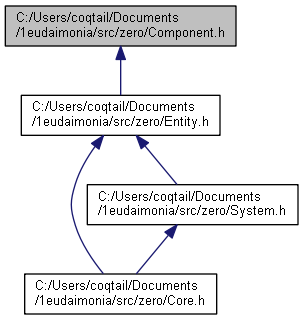 C:/Users/coqtail/Documents
/1eudaimonia/src/zero/Component.h
C:/Users/coqtail/Documents
/1eudaimonia/src/zero/Entity.h
C:/Users/coqtail/Documents
/1eudaimonia/src/zero/System.h
C:/Users/coqtail/Documents
/1eudaimonia/src/zero/Core.h